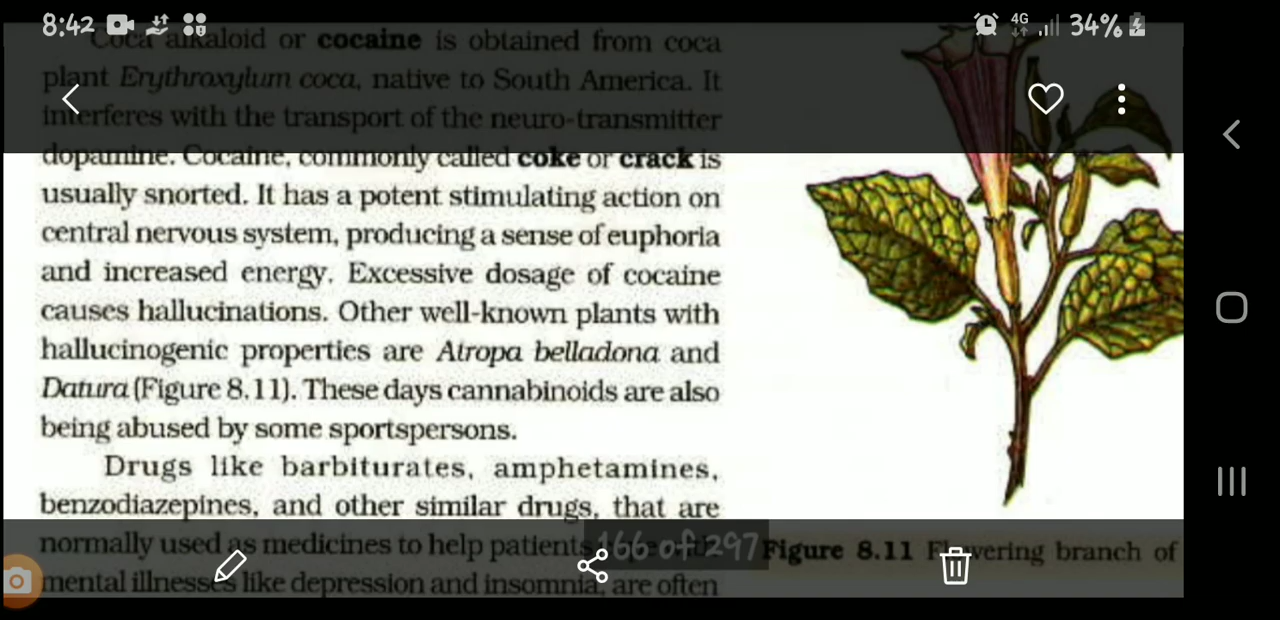 8:42
4G
34%
Coca alkaloid or cocaine is obtained from coca
plant Erythroxylum coca, native to South America. It
interferes with the transport of the neuro-transmitter
dopamine. Cocaine, commonly called coke or crack is
usually snorted. It has a potent stimulating action on
central nervous system, producing a sense of euphoria
and increased energy. Excessive dosage of cocaine
causes hallucinations. Other well-known plants with
hallucinogenic properties are Atropa belladona and
Datura (Figure 8.11). These days cannabinoids are also
being abused by some sportspersons.
Drugs like barbiturates, amphetamines,
benzodiazepines, and other similar drugs, that are
normally used as medicines to help patients
mental illnesses like depression and insomnia, are often
166 of 297
Figure 8.11 Flowering branch of